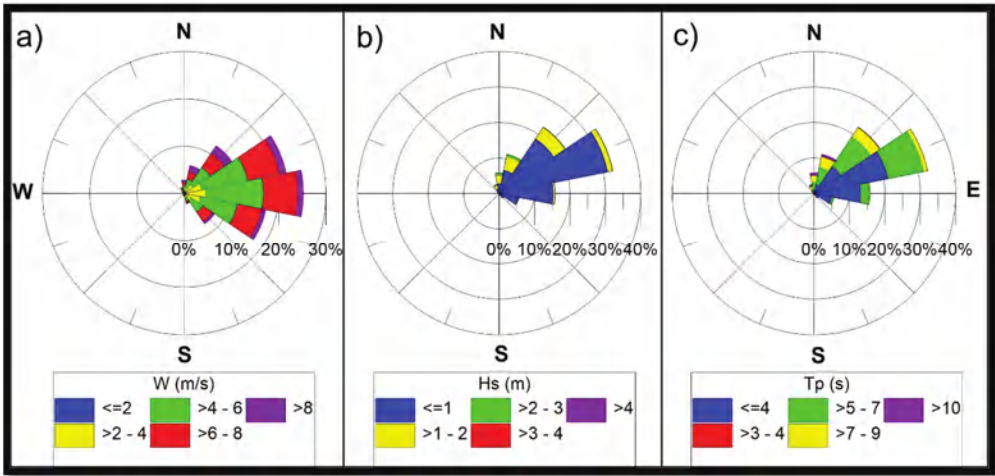 a)
N
W
S
0% 10% 20% 30%
W (m/s)
<=2 >4 - 6 >8
>2 - 4 >6 - 8
b)
N
S
0% 10% 20% 30% 40%
Hs (m)
<=1 >2 - 3 >4
>1 - 2 >3 - 4
c)
N
E
S
0% 10% 20% 30% 40%
Tp (s)
<=4 >5 - 7 >10
>3 - 4 >7 - 9